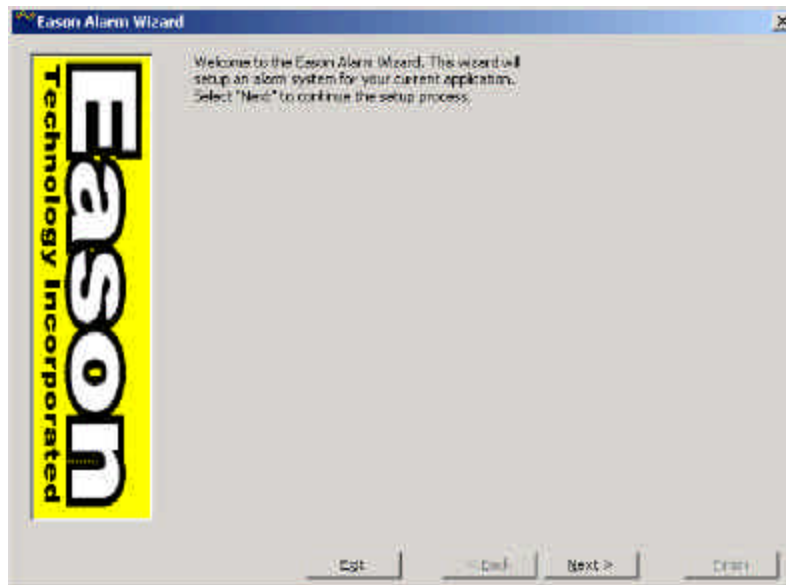 Eason Alarm Wizard
Welcome to the Eason Alarm Wizard. This wizard will
setup an alarm system for your current application.
Select "Next" to continue the setup process.
Eason
Technology Incorporated
Exit
< Back
Next >